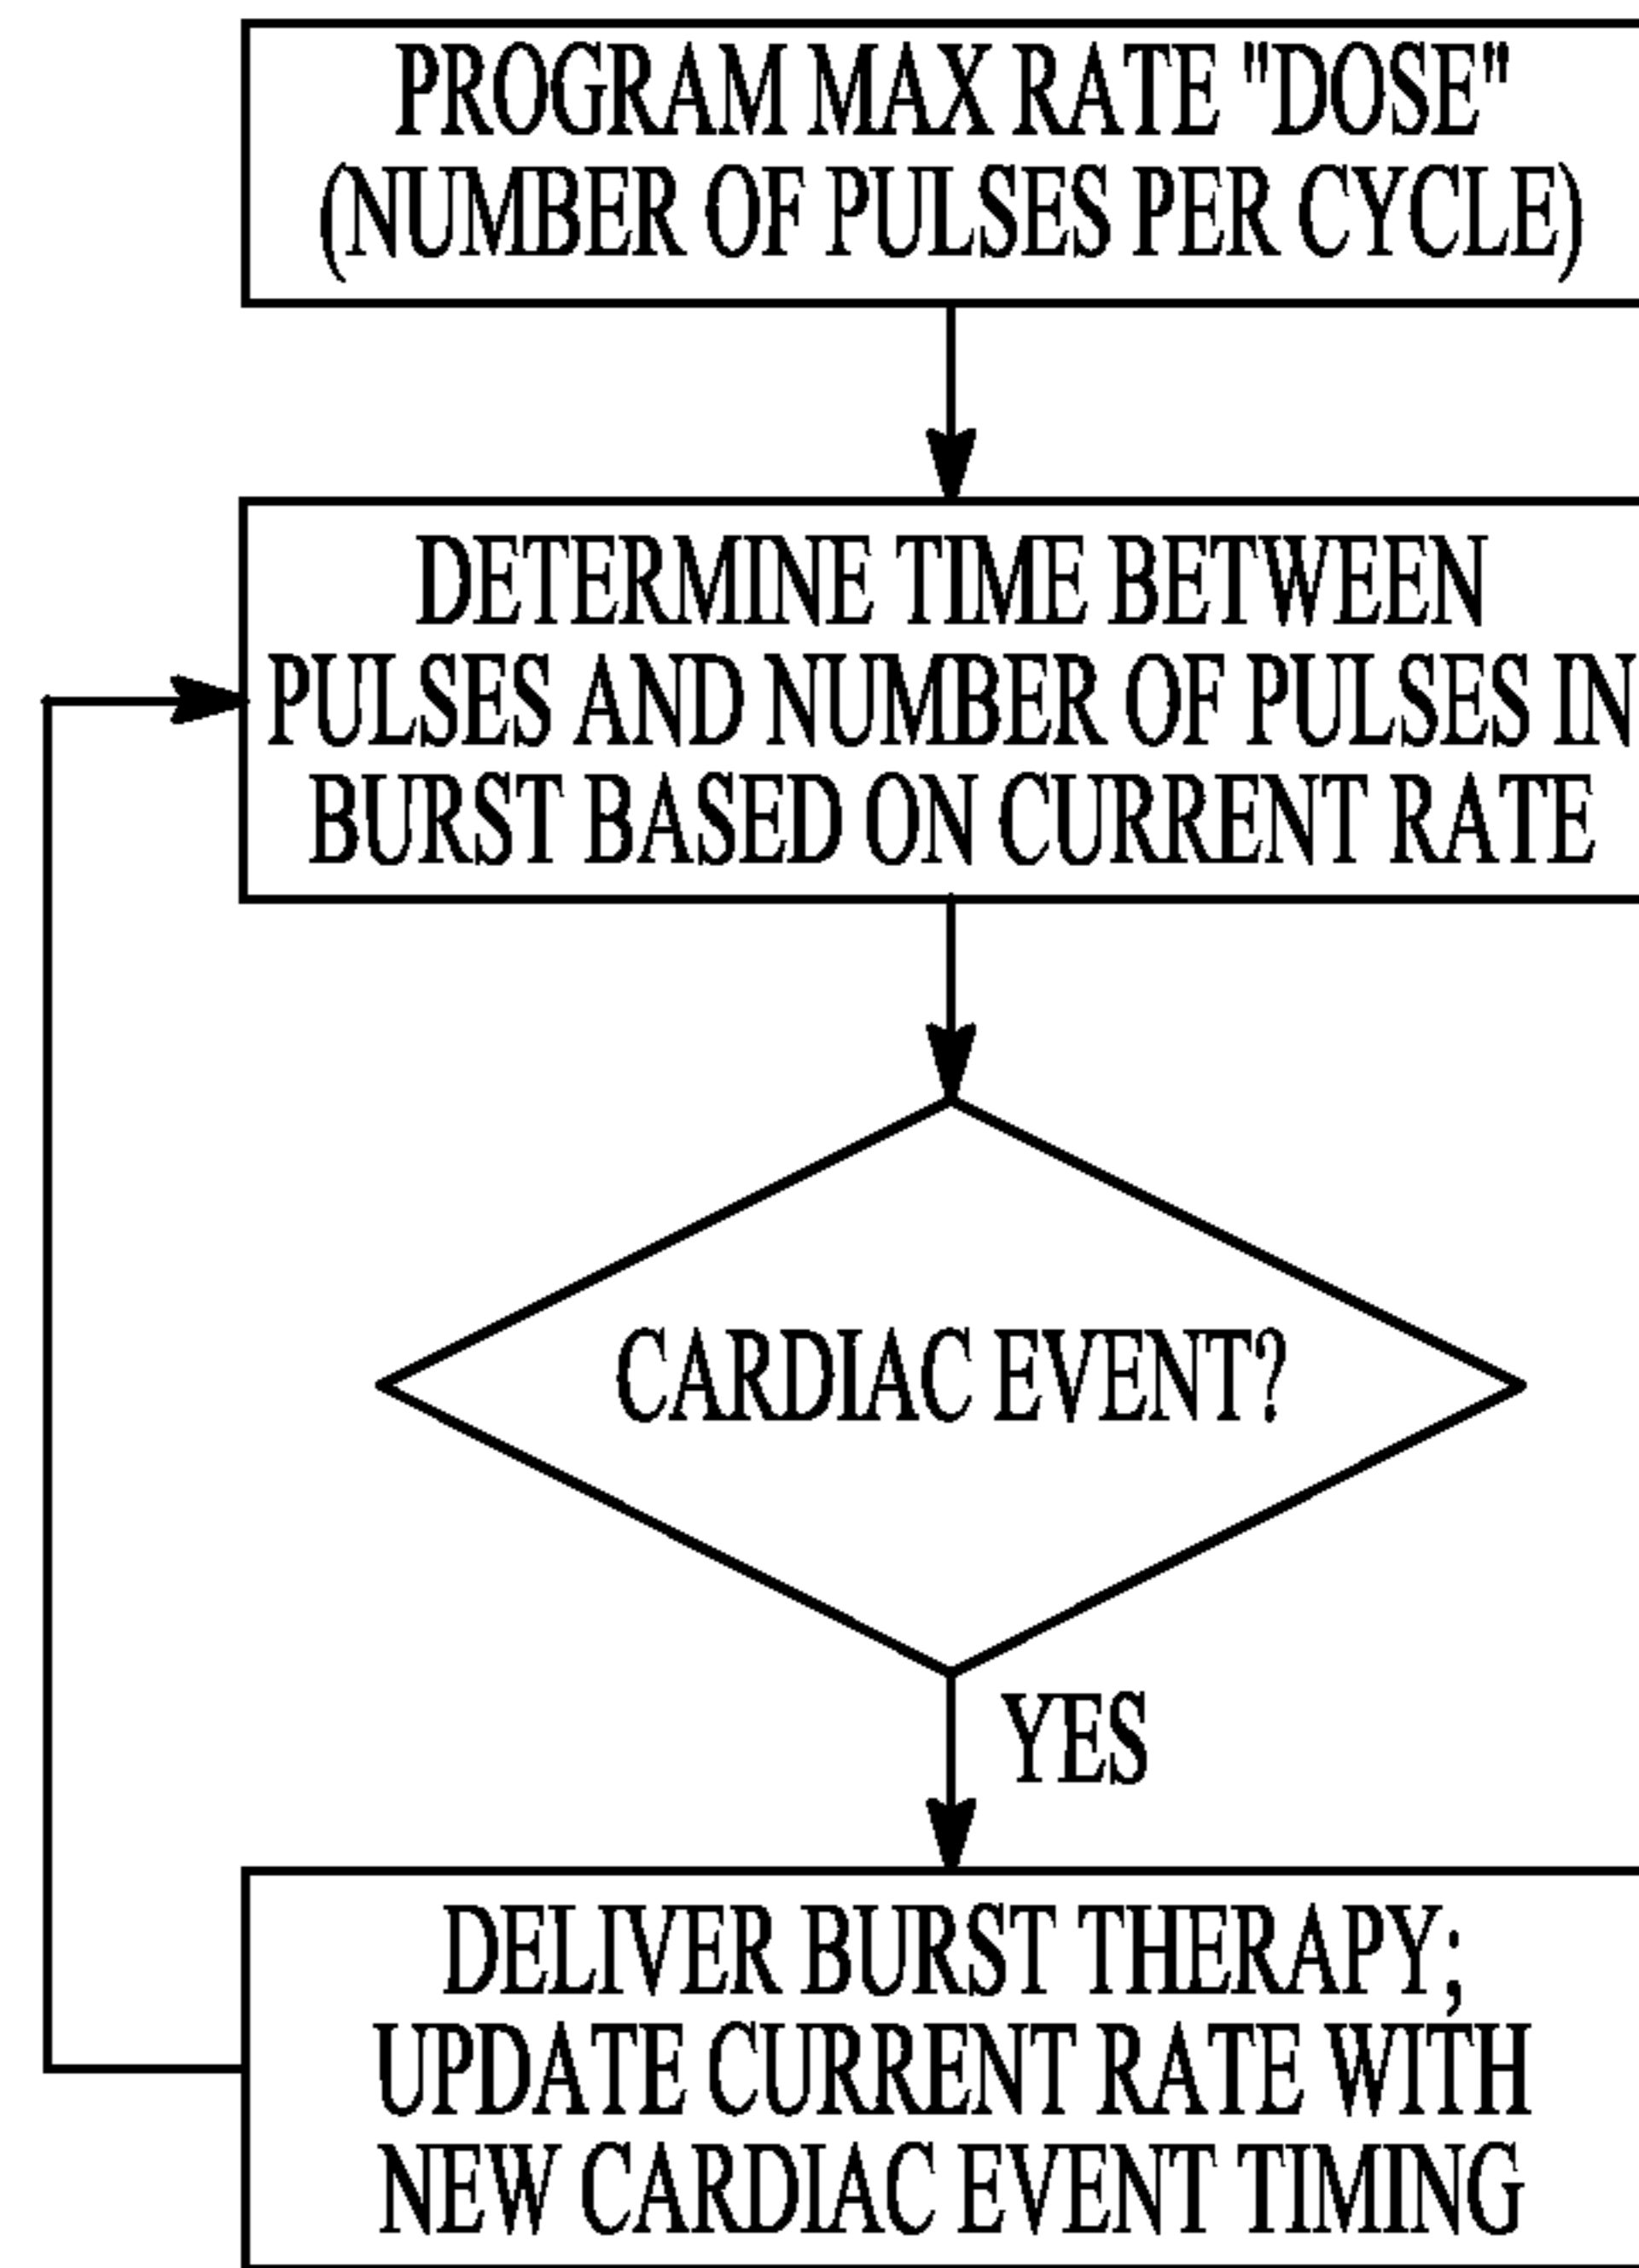 PROGRAM MAX RATE "DOSE"
(NUMBER OF PULSES PER CYCLE)
DETERMINE TIME BETWEEN
PULSES AND NUMBER OF PULSES IN
BURST BASED ON CURRENT RATE
CARDIAC EVENT?
YES
DELIVER BURST THERAPY;
UPDATE CURRENT RATE WITH
NEW CARDIAC EVENT TIMING